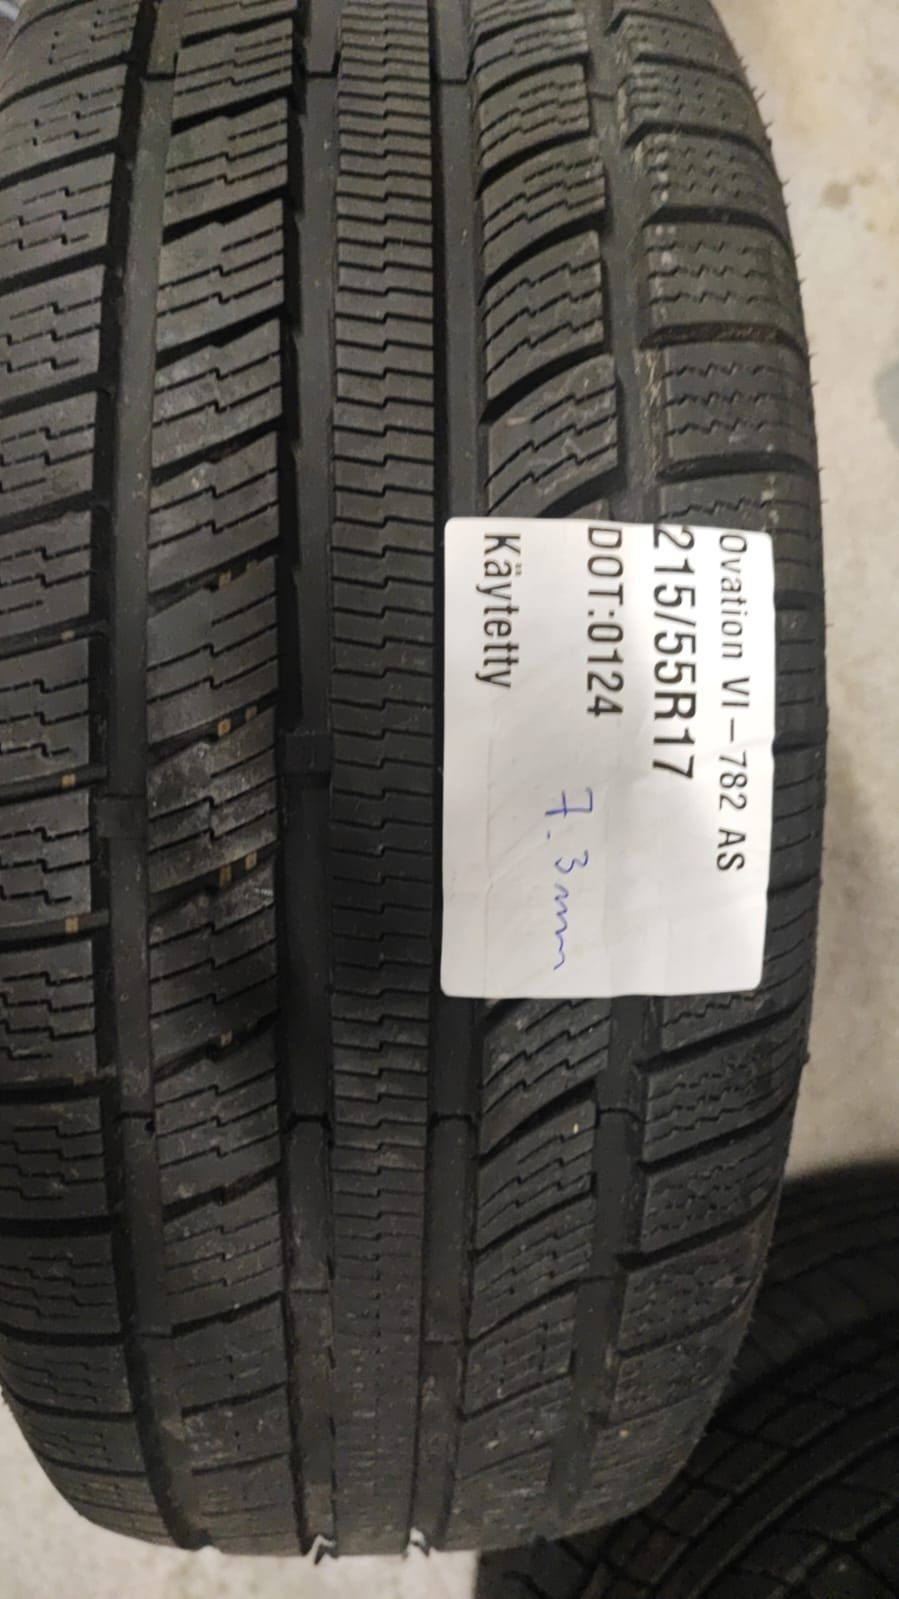 Ovation VI-782 AS
215/55R17
DOT:0124
7.3mm
Käytetty